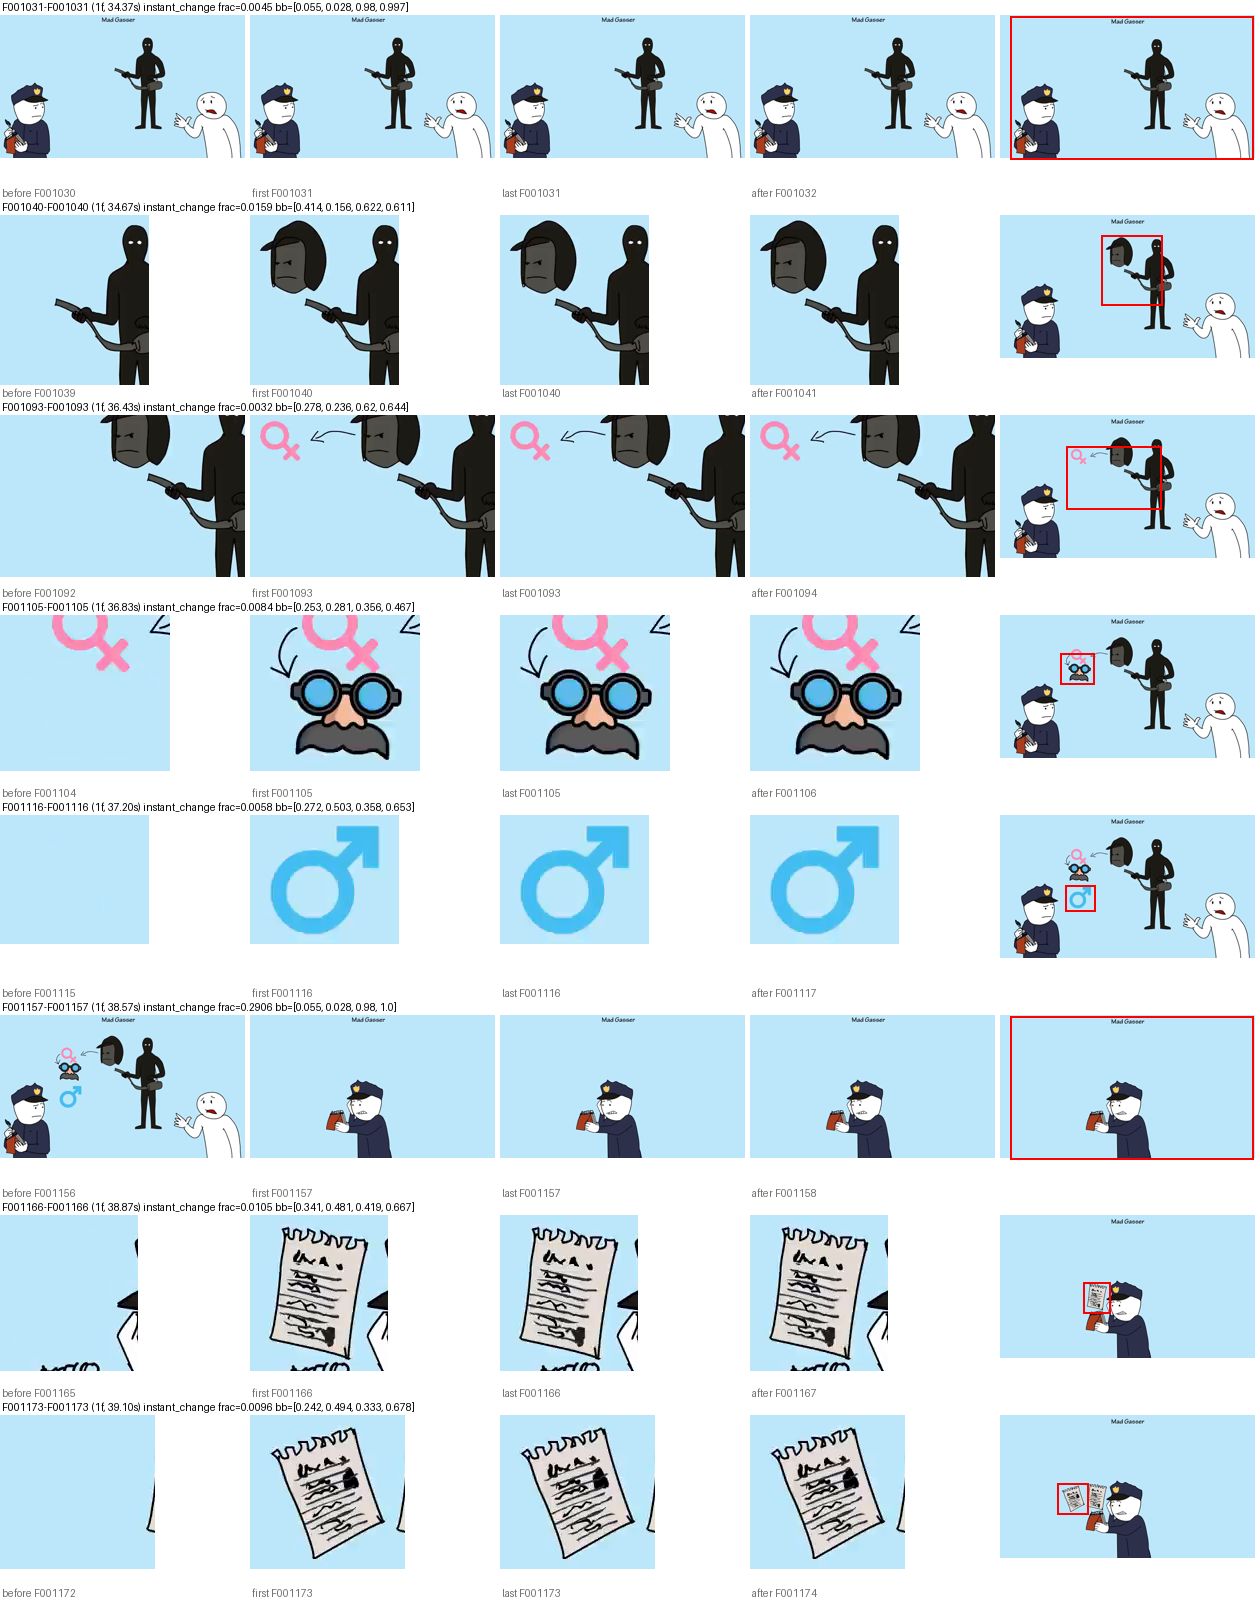 F001031-F001031 (1f, 34.37s) instant_change frac=0.0045 bb=[0.055, 0.028, 0.98, 0.997]
Mad Gasser Mad Gasser Mad Gasser Mad Gasser Mad Gasser
before F001030 first F001031 last F001031 after F001032
F001040-F001040 (1f, 34.67s) instant_change frac=0.0159 bb=[0.414, 0.156, 0.622, 0.611]
Mad Gasser
before F001039 first F001040 last F001040 after F001041
F001093-F001093 (1f, 36.43s) instant_change frac=0.0032 bb=[0.278, 0.236, 0.62, 0.644]
Mad Gasser
before F001092 first F001093 last F001093 after F001094
F001105-F001105 (1f, 36.83s) instant_change frac=0.0084 bb=[0.253, 0.281, 0.356, 0.467]
Mad Gasser
before F001104 first F001105 last F001105 after F001106
F001116-F001116 (1f, 37.20s) instant_change frac=0.0058 bb=[0.272, 0.503, 0.358, 0.653]
Mad Gasser
before F001115 first F001116 last F001116 after F001117
F001157-F001157 (1f, 38.57s) instant_change frac=0.2906 bb=[0.055, 0.028, 0.98, 1.0]
Mad Gasser Mad Gasser Mad Gasser Mad Gasser Mad Gasser
before F001156 first F001157 last F001157 after F001158
F001166-F001166 (1f, 38.87s) instant_change frac=0.0105 bb=[0.341, 0.481, 0.419, 0.667]
Mad Gasser
before F001165 first F001166 last F001166 after F001167
F001173-F001173 (1f, 39.10s) instant_change frac=0.0096 bb=[0.242, 0.494, 0.333, 0.678]
Mad Gasser
before F001172 first F001173 last F001173 after F001174